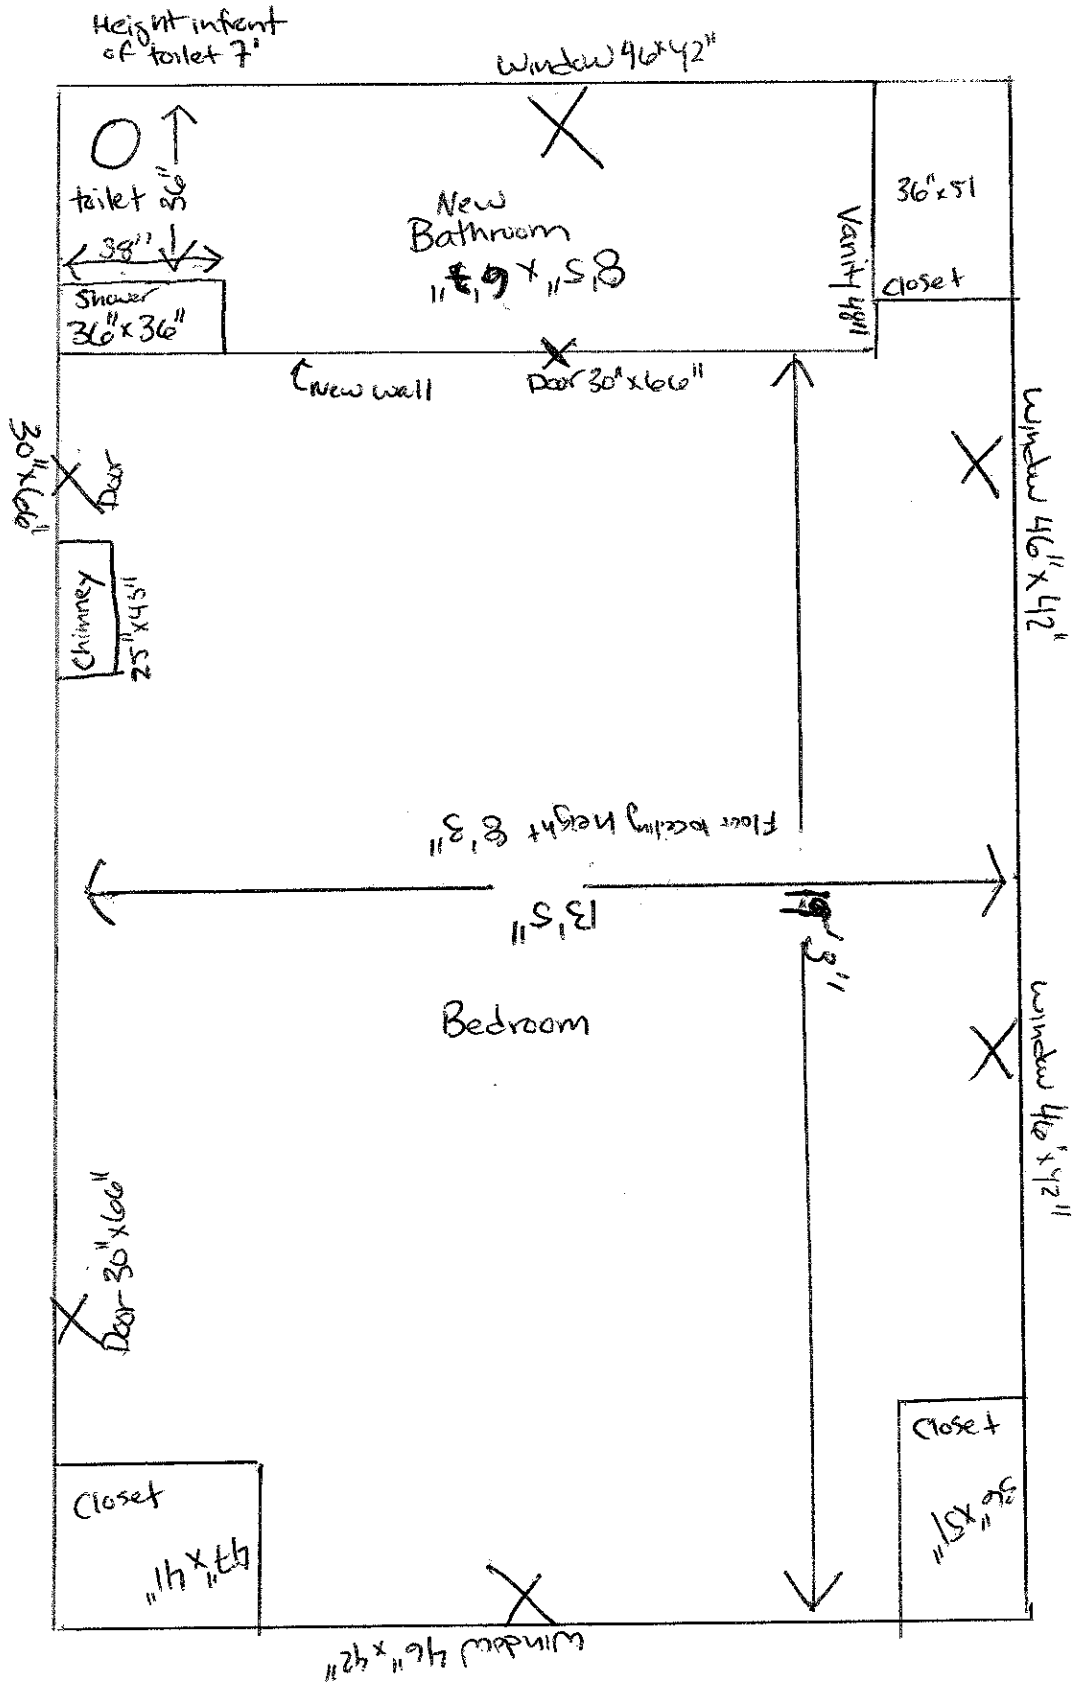 Height infront
of toilet 7'
Window 46"x42"
toilet
36"
38"
Shower
36"x36"
New
Bathroom
8'5" x
Vanity 48"
36"x51
Closet
New wall
Door 30"x66"
30"x66"
Door
Window 46"x42"
Chimney
25"x45"
Floor to ceiling height 8'3"
13'5"
3"
Bedroom
Window 46"x42"
Door 30"x66"
Closet
47"x41"
Closet
36"x51"
Window 46"x42"